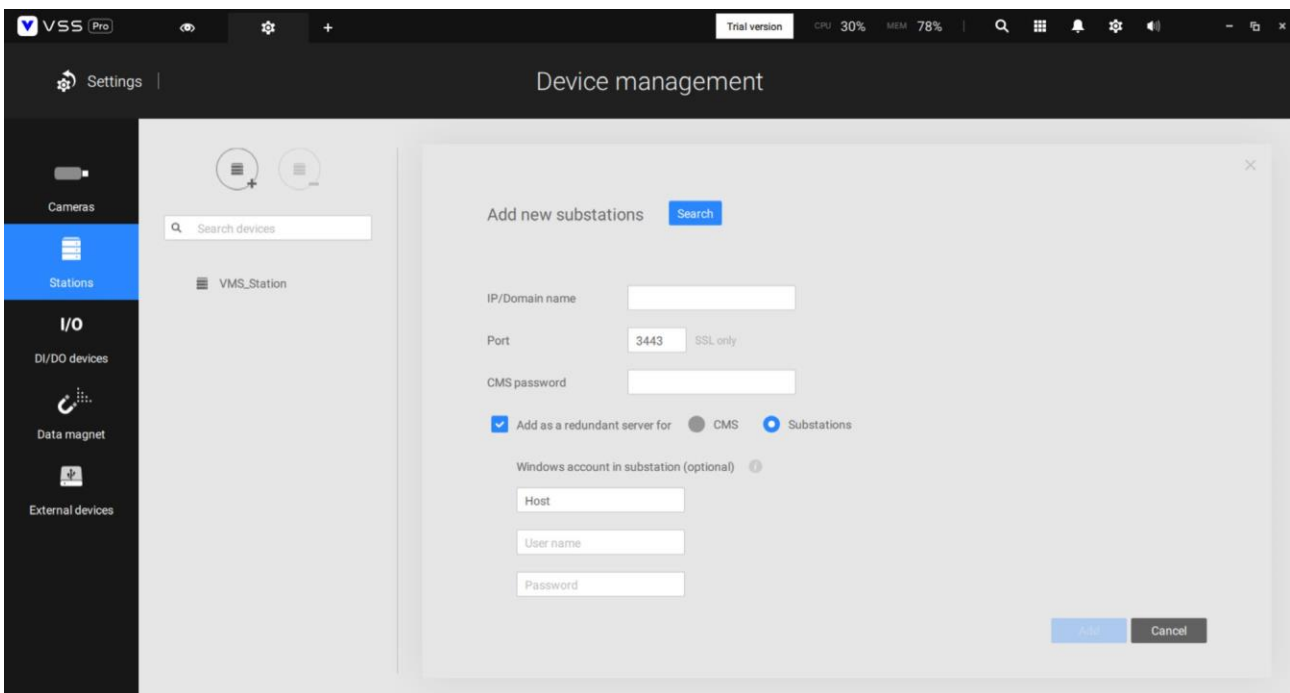 VSS Pro
Trial version
CPU 30% MEM 78%
Settings
Device management
Cameras
Stations
I/O
DI/DO devices
Data magnet
External devices
Search devices
VMS_Station
Add new substations Search
IP/Domain name
Port 3443 SSL only
CMS password
Add as a redundant server for CMS Substations
Windows account in substation (optional)
Host
User name
Password
Add Cancel